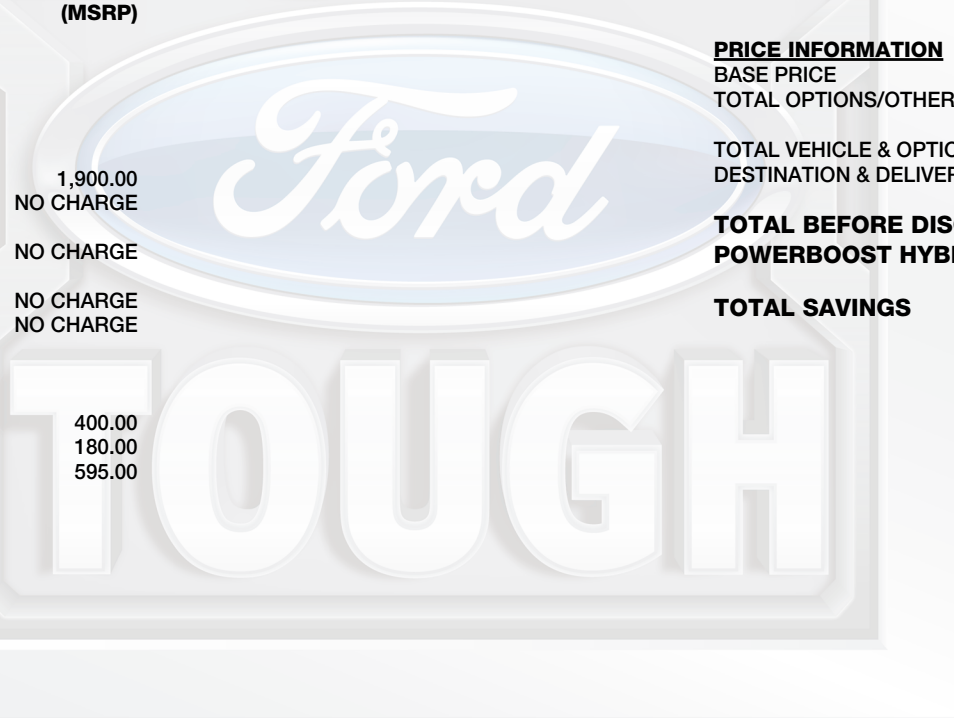 (MSRP)
1,900.00
NO CHARGE
NO CHARGE
NO CHARGE
NO CHARGE
400.00
180.00
595.00
Ford
TOUGH
PRICE INFORMATION
BASE PRICE
TOTAL OPTIONS/OTHER
TOTAL VEHICLE & OPTIO
DESTINATION & DELIVER
TOTAL BEFORE DIS
POWERBOOST HYB
TOTAL SAVINGS